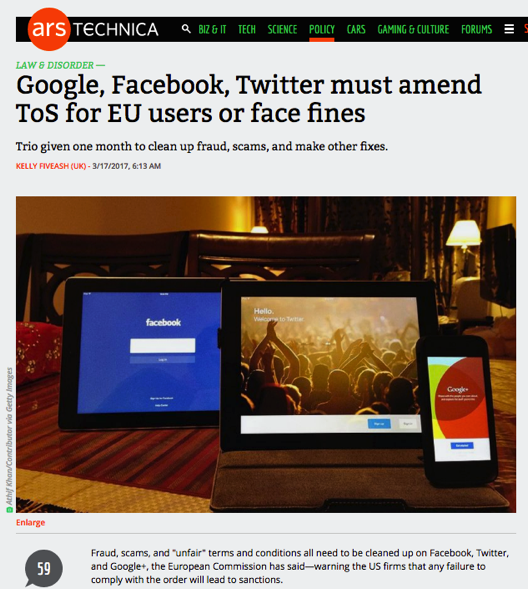 ars TECHNICA BIZ & IT TECH SCIENCE POLICY CARS GAMING & CULTURE FORUMS
LAW & DISORDER —
Google, Facebook, Twitter must amend
ToS for EU users or face fines
Trio given one month to clean up fraud, scams, and make other fixes.
KELLY FIVEASH (UK) - 3/17/2017, 6:13 AM
facebook
Log In
Hello.
Welcome to Twitter.
Sign up
Google+
Athif Khan/Contributor via Getty Images
Enlarge
59
Fraud, scams, and "unfair" terms and conditions all need to be cleaned up on Facebook, Twitter,
and Google+, the European Commission has said—warning the US firms that any failure to
comply with the order will lead to sanctions.